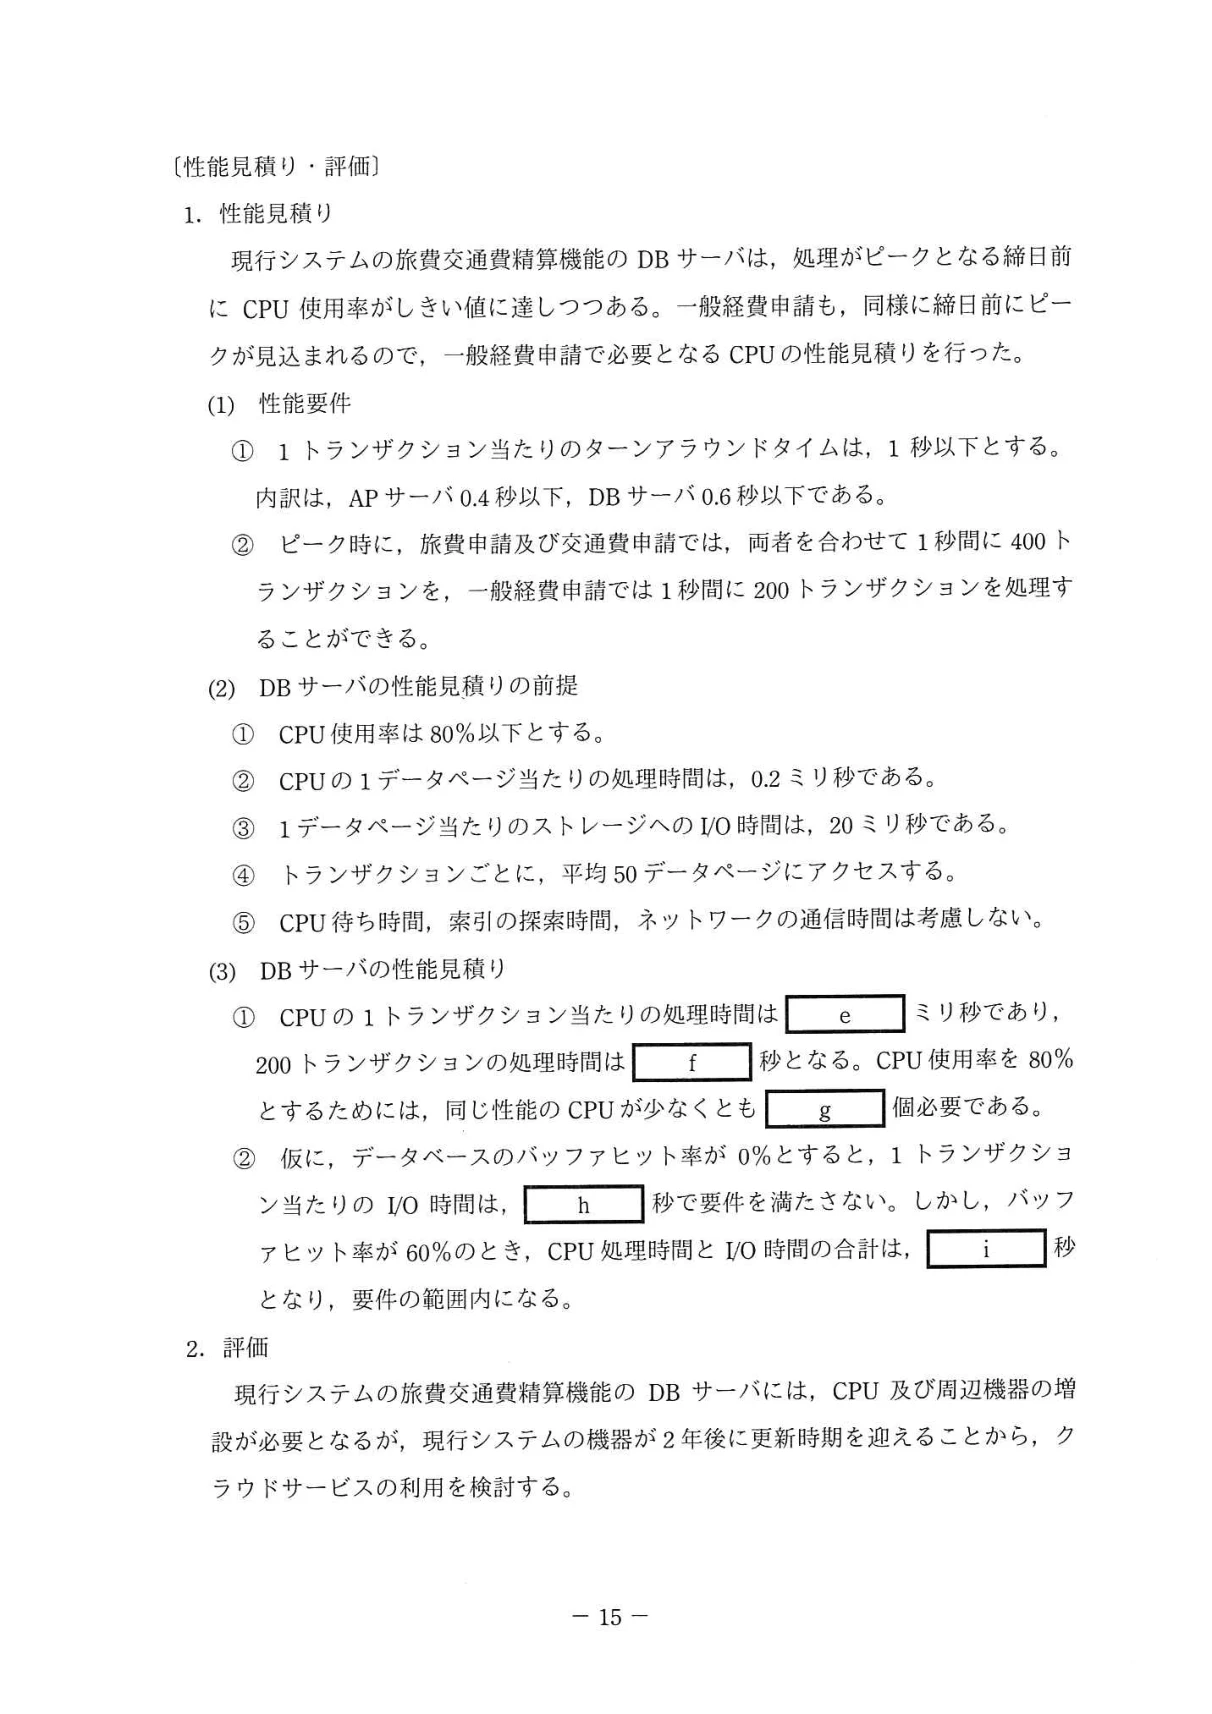 〔性能見積り・評価〕
1. 性能見積り
現行システムの旅費交通費精算機能の DB サーバは，処理がピークとなる締日前
に CPU 使用率がしきい値に達しつつある。一般経費申請も，同様に締日前にピー
クが見込まれるので，一般経費申請で必要となる CPU の性能見積りを行った。
(1) 性能要件
① 1 トランザクション当たりのターンアラウンドタイムは，1 秒以下とする。
内訳は，AP サーバ 0.4 秒以下，DB サーバ 0.6 秒以下である。
② ピーク時に，旅費申請及び交通費申請では，両者を合わせて 1 秒間に 400 ト
ランザクションを，一般経費申請では 1 秒間に 200 トランザクションを処理す
ることができる。
(2) DB サーバの性能見積りの前提
① CPU 使用率は 80％以下とする。
② CPU の 1 データページ当たりの処理時間は，0.2 ミリ秒である。
③ 1 データページ当たりのストレージへの I/O 時間は，20 ミリ秒である。
④ トランザクションごとに，平均 50 データページにアクセスする。
⑤ CPU 待ち時間，索引の探索時間，ネットワークの通信時間は考慮しない。
(3) DB サーバの性能見積り
① CPU の 1 トランザクション当たりの処理時間は e ミリ秒であり，
200 トランザクションの処理時間は f 秒となる。CPU 使用率を 80％
とするためには，同じ性能の CPU が少なくとも g 個必要である。
② 仮に，データベースのバッファヒット率が 0％とすると，1 トランザクショ
ン当たりの I/O 時間は， h 秒で要件を満たさない。しかし，バッフ
ァヒット率が 60％のとき，CPU 処理時間と I/O 時間の合計は， i 秒
となり，要件の範囲内になる。
2. 評価
現行システムの旅費交通費精算機能の DB サーバには，CPU 及び周辺機器の増
設が必要となるが，現行システムの機器が 2 年後に更新時期を迎えることから，ク
ラウドサービスの利用を検討する。
－ 15 －